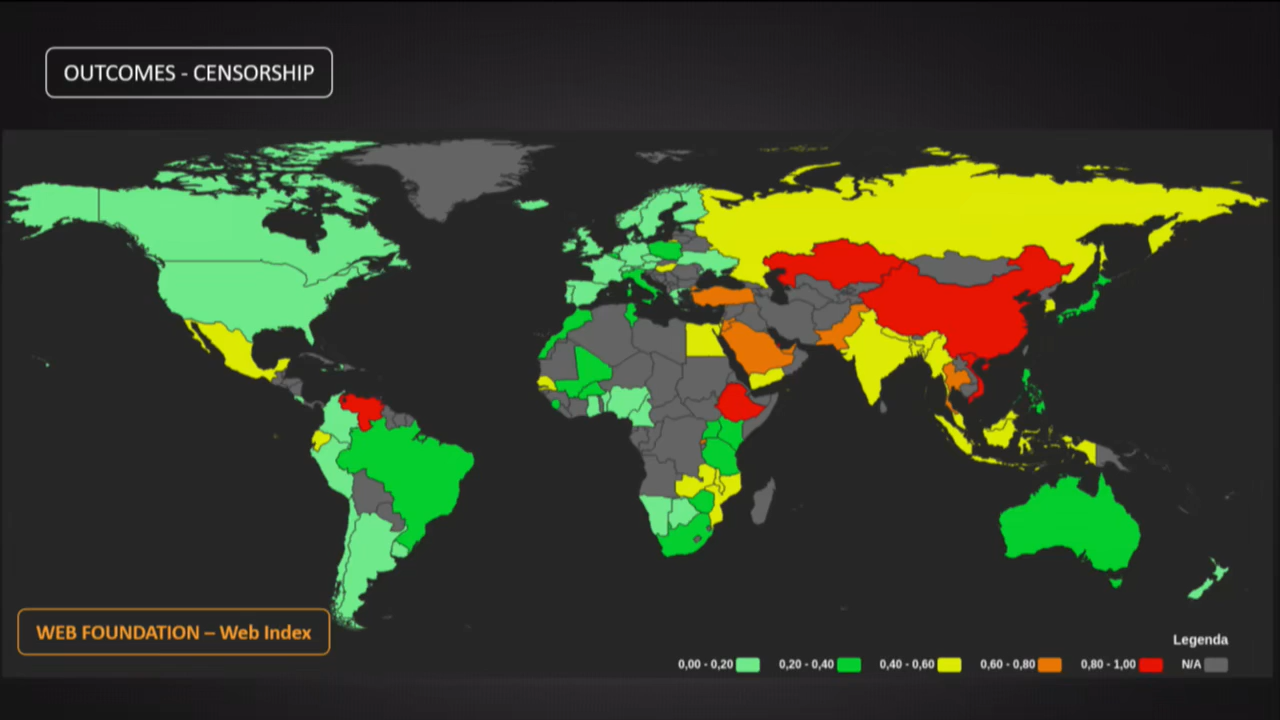 OUTCOMES - CENSORSHIP
WEB FOUNDATION – Web Index
Legenda
0,00 - 0,20
0,20 - 0,40
0,40 - 0,60
0,60 - 0,80
0,80 - 1,00
N/A